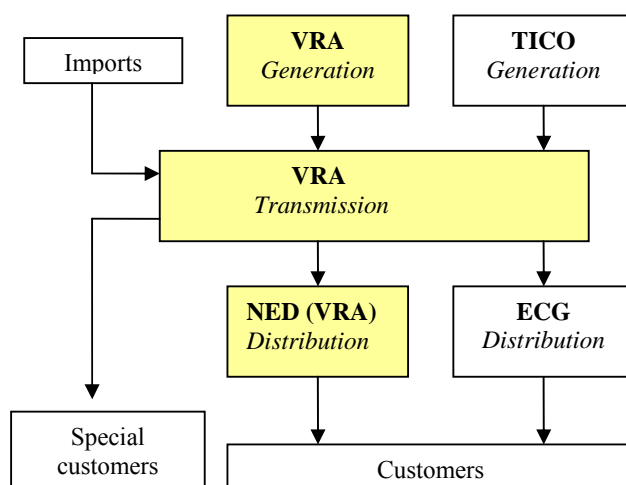 Imports
VRA
Generation
TICO
Generation
VRA
Transmission
NED (VRA)
Distribution
ECG
Distribution
Special
customers
Customers